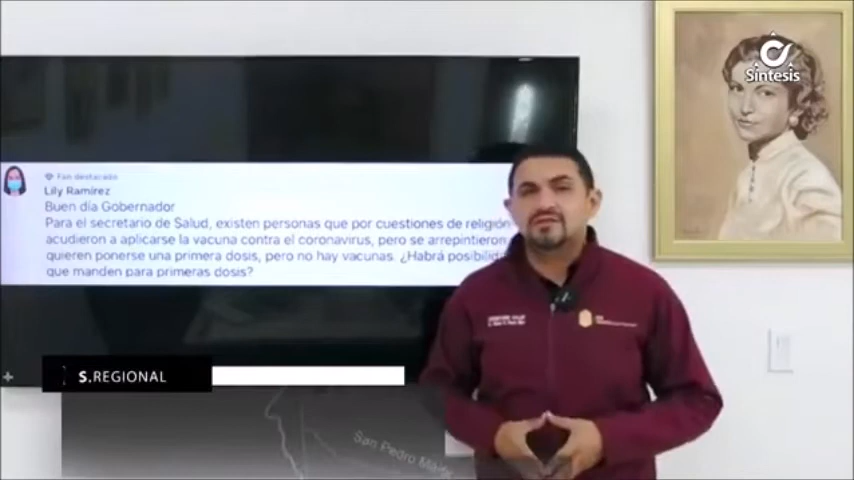 Síntesis
Fan destacado
Lily Ramírez
Buen día Gobernador
Para el secretario de Salud, existen personas que por cuestiones de religión
acudieron a aplicarse la vacuna contra el coronavirus, pero se arrepintieron
quieren ponerse una primera dosis, pero no hay vacunas. ¿Habrá
que manden para primeras dosis?
S.REGIONAL
San Pedro